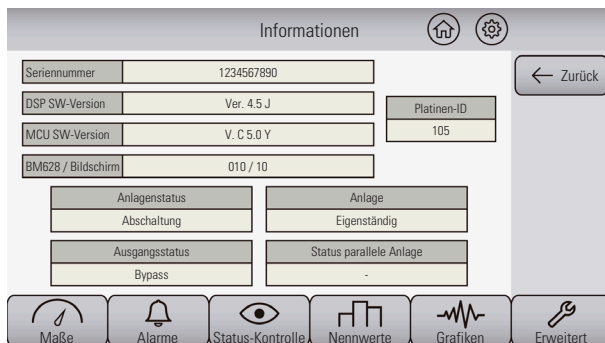 Informationen
Seriennummer 1234567890
Zurück
DSP SW-Version Ver. 4.5 J
Platinen-ID
MCU SW-Version V. C 5.0 Y
105
BM628 / Bildschirm 010 / 10
Anlagenstatus Anlage
Abschaltung Eigenständig
Ausgangsstatus Status parallele Anlage
Bypass -
Maße Alarme Status-Kontrolle Nennwerte Grafiken Erweitert